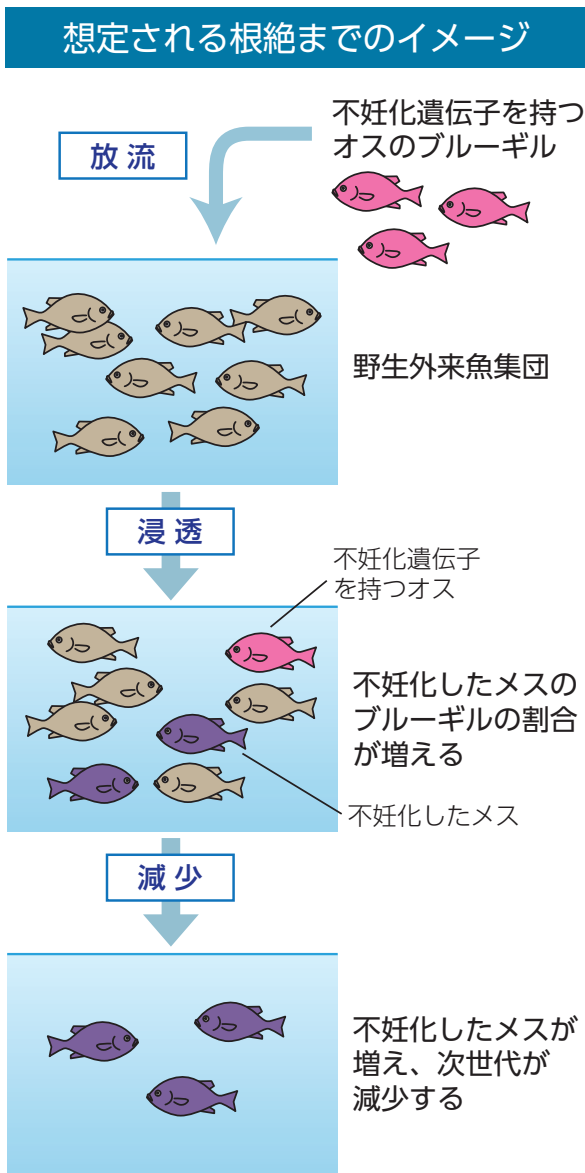 想定される根絶までのイメージ
不妊化遺伝子を持つ
オスのブルーギル
放流
野生外来魚集団
浸透
不妊化遺伝子
を持つオス
不妊化したメスの
ブルーギルの割合
が増える
不妊化したメス
減少
不妊化したメスが
増え、次世代が
減少する